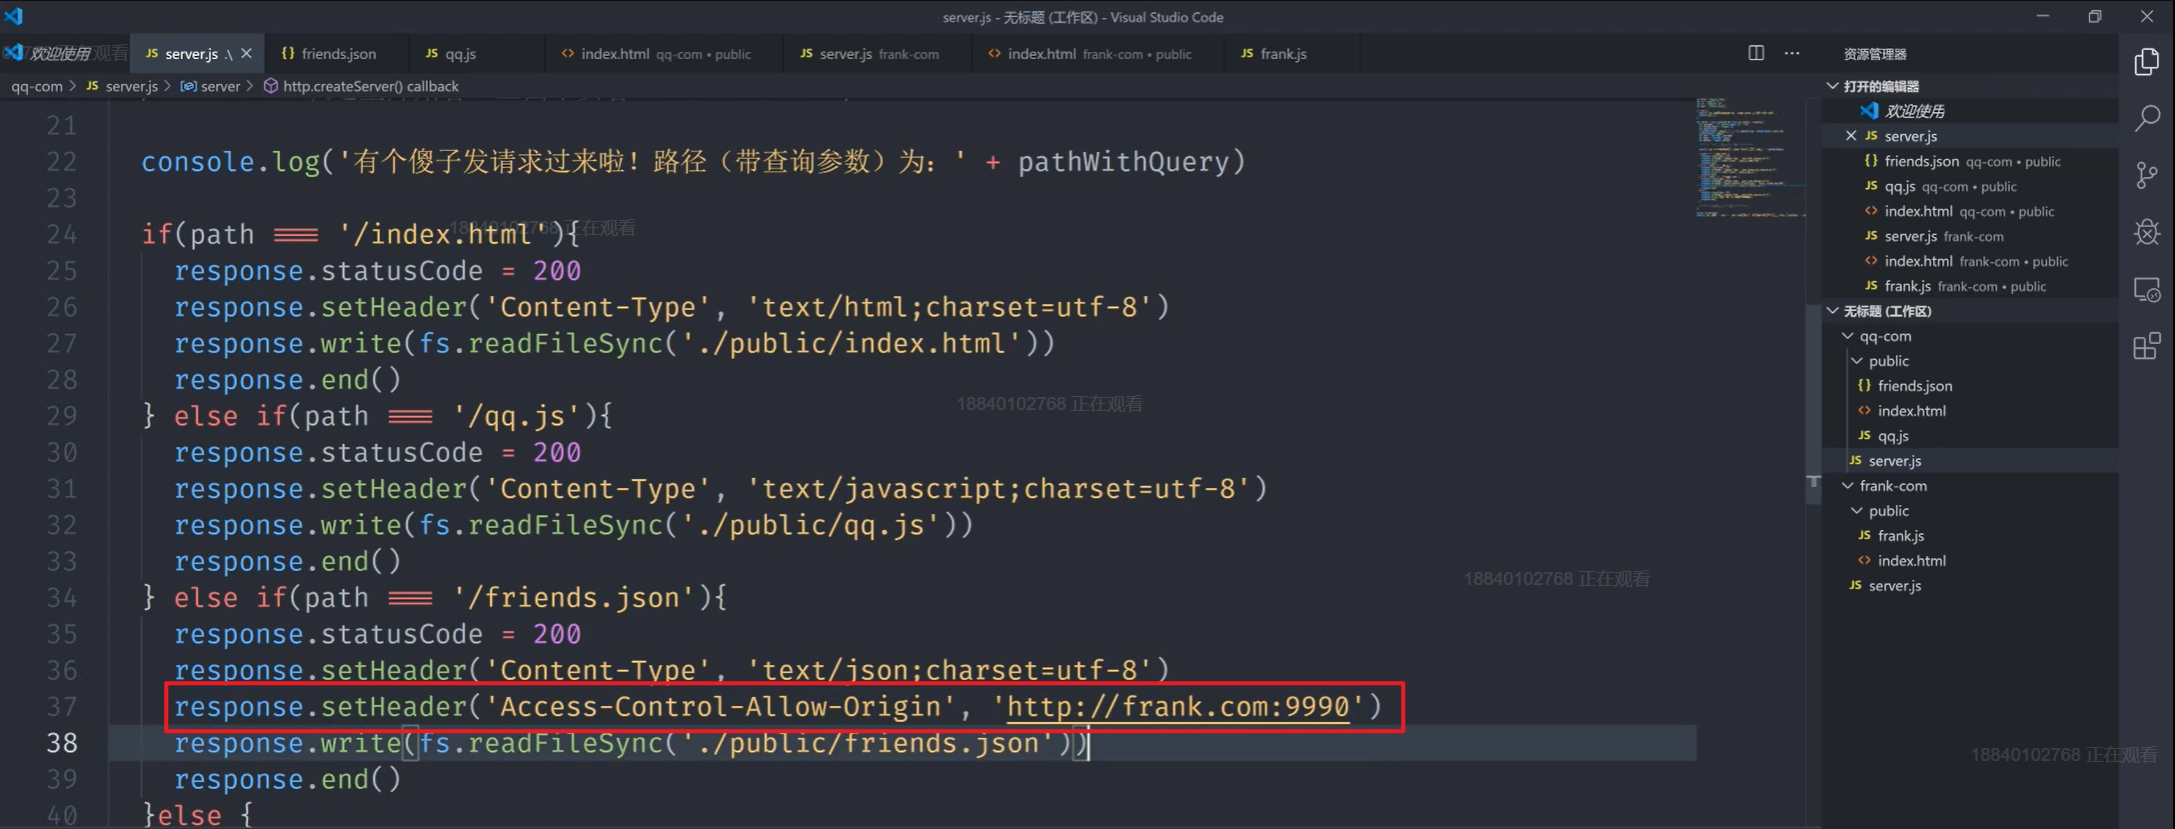 server.js - 无标题 (工作区) - Visual Studio Code
欢迎使用 正在观看
JS server.js .\
{} friends.json
JS qq.js
<> index.html qq-com • public
JS server.js frank-com
<> index.html frank-com • public
JS frank.js
qq-com > JS server.js > server > http.createServer() callback
21
22 console.log('有个傻子发请求过来啦！路径（带查询参数）为：' + pathWithQuery)
23
24 if(path === '/index.html'){
25 response.statusCode = 200
26 response.setHeader('Content-Type', 'text/html;charset=utf-8')
27 response.write(fs.readFileSync('./public/index.html'))
28 response.end()
29 } else if(path === '/qq.js'){
30 response.statusCode = 200
31 response.setHeader('Content-Type', 'text/javascript;charset=utf-8')
32 response.write(fs.readFileSync('./public/qq.js'))
33 response.end()
34 } else if(path === '/friends.json'){
35 response.statusCode = 200
36 response.setHeader('Content-Type', 'text/json;charset=utf-8')
37 response.setHeader('Access-Control-Allow-Origin', 'http://frank.com:9990')
38 response.write(fs.readFileSync('./public/friends.json'))
39 response.end()
40 }else {
18840102768 正在观看
18840102768 正在观看
18840102768 正在观看
18840102768 正在观看
资源管理器
打开的编辑器
欢迎使用
JS server.js
{} friends.json qq-com • public
JS qq.js qq-com • public
<> index.html qq-com • public
JS server.js frank-com
<> index.html frank-com • public
JS frank.js frank-com • public
无标题 (工作区)
qq-com
public
{} friends.json
<> index.html
JS qq.js
JS server.js
frank-com
public
JS frank.js
<> index.html
JS server.js